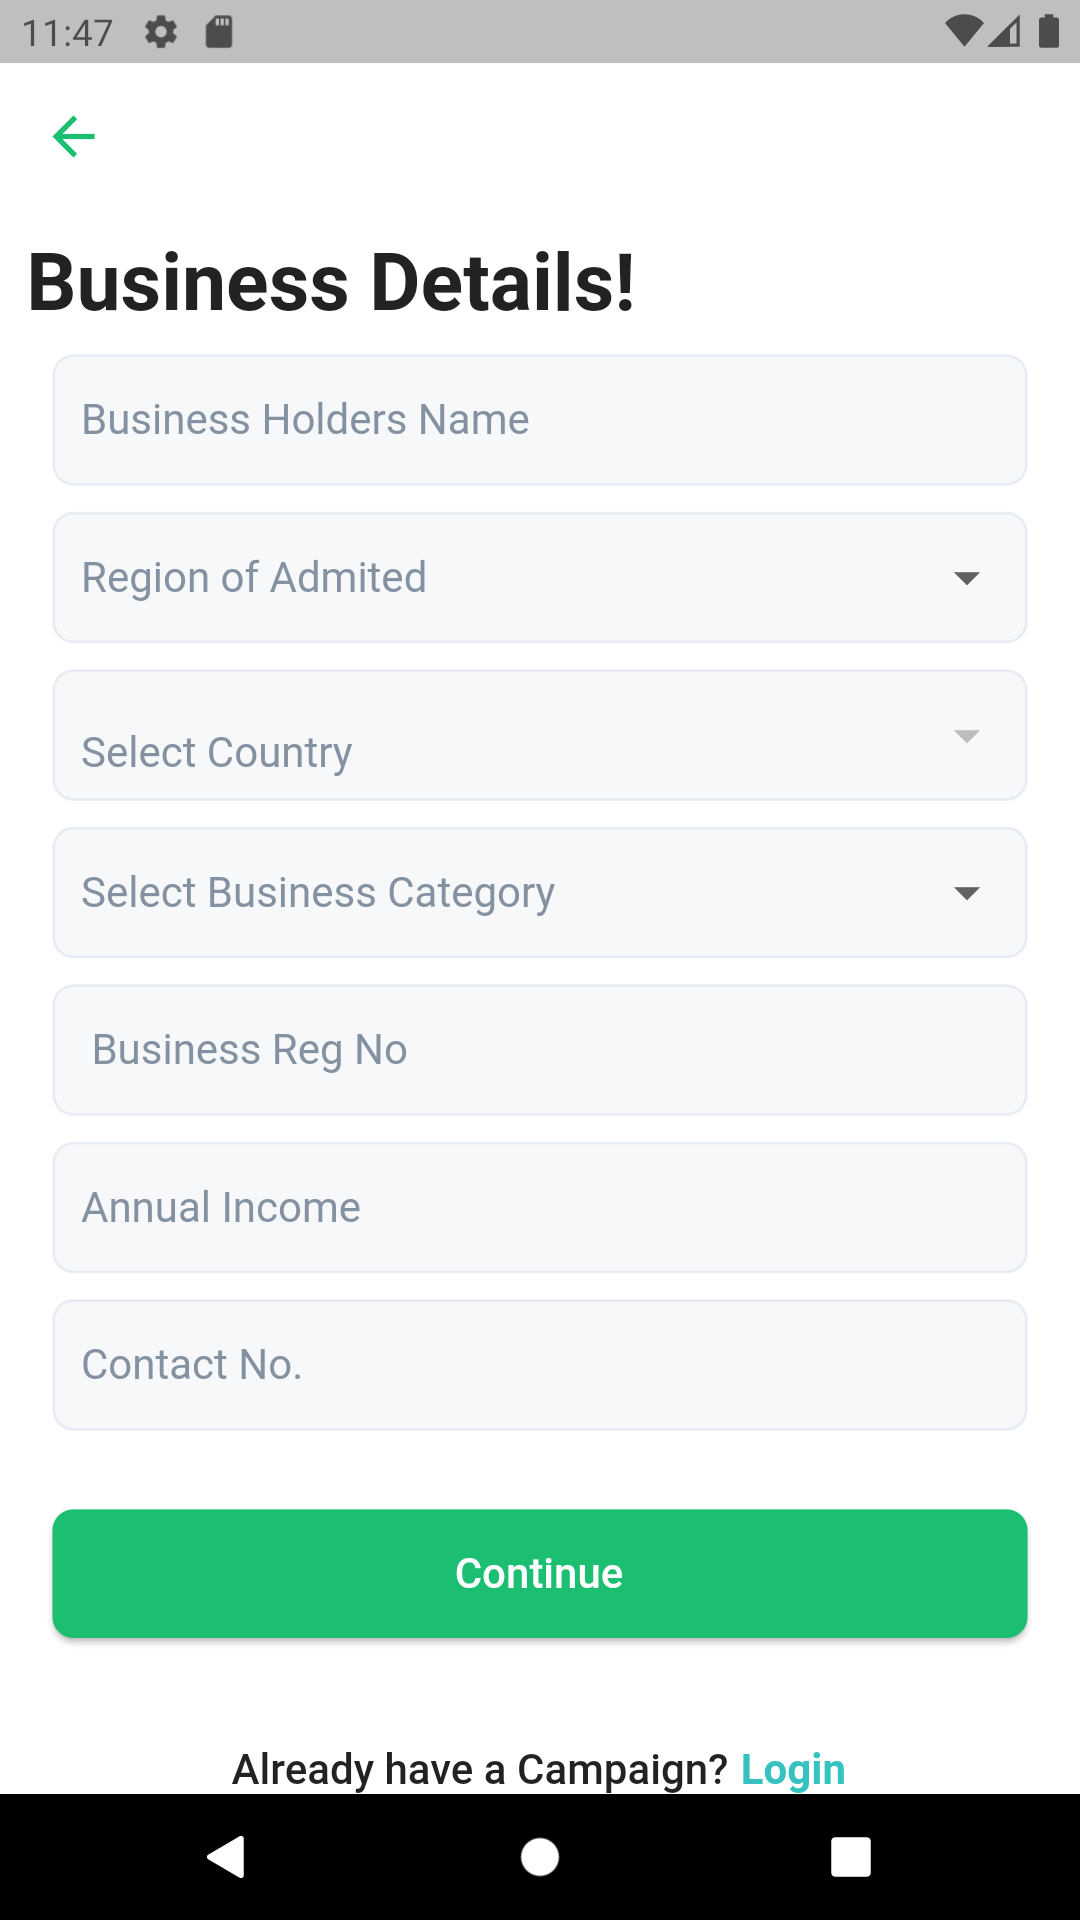 11:47
Business Details!
Business Holders Name
Region of Admited
Select Country
Select Business Category
Business Reg No
Annual Income
Contact No.
Continue
Already have a Campaign? Login